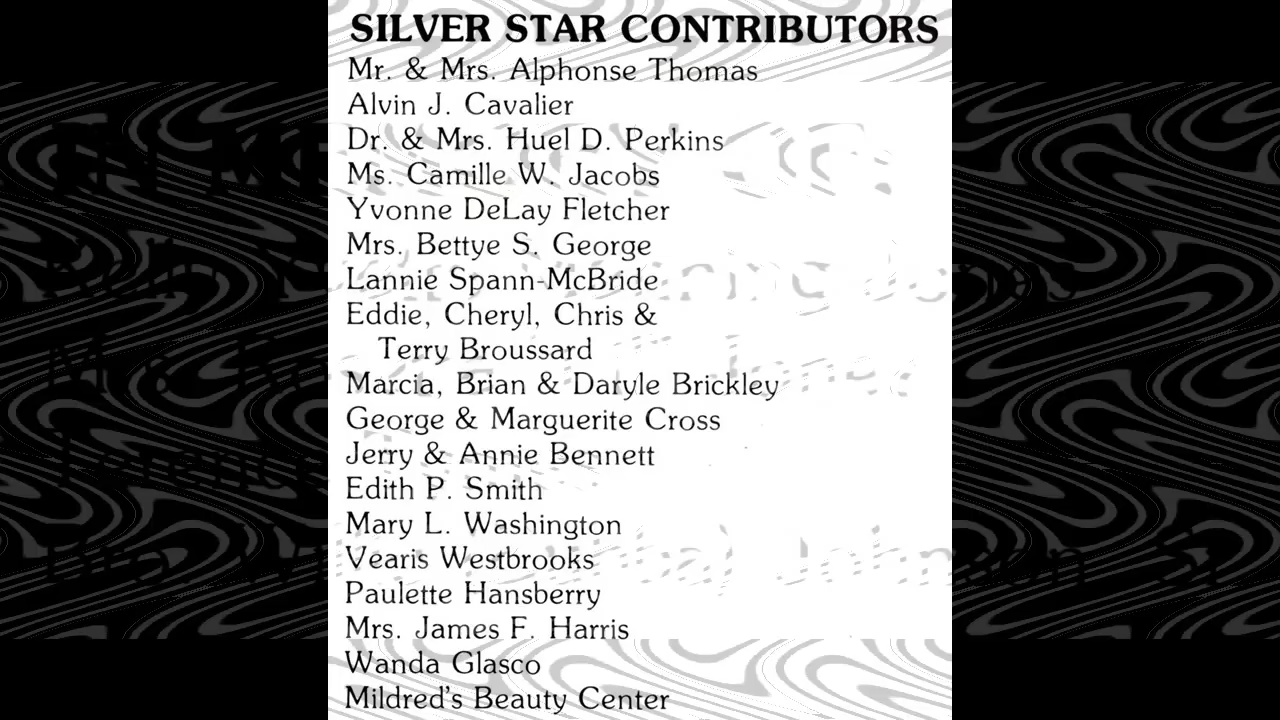 SILVER STAR CONTRIBUTORS
Mr. & Mrs. Alphonse Thomas
Alvin J. Cavalier
Dr. & Mrs. Huel D. Perkins
Ms. Camille W. Jacobs
Yvonne DeLay Fletcher
Mrs. Bettye S. George
Lannie Spann-McBride
Eddie, Cheryl, Chris &
Terry Broussard
Marcia, Brian & Daryle Brickley
George & Marguerite Cross
Jerry & Annie Bennett
Edith P. Smith
Mary L. Washington
Vearis Westbrooks
Paulette Hansberry
Mrs. James F. Harris
Wanda Glasco
Mildred's Beauty Center